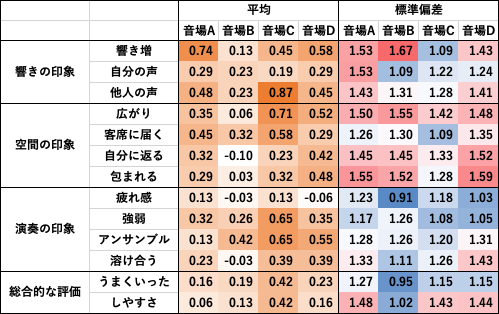 平均 標準偏差
音場A 音場B 音場C 音場D 音場A 音場B 音場C 音場D
響きの印象 響き増 0.74 0.13 0.45 0.58 1.53 1.67 1.09 1.43
自分の声 0.29 0.23 0.19 0.29 1.53 1.09 1.22 1.24
他人の声 0.48 0.23 0.87 0.45 1.43 1.31 1.28 1.41
空間の印象 広がり 0.35 0.06 0.71 0.52 1.50 1.55 1.42 1.48
客席に届く 0.45 0.32 0.58 0.29 1.26 1.30 1.09 1.35
自分に返る 0.32 -0.10 0.23 0.42 1.45 1.45 1.33 1.52
包まれる 0.29 0.03 0.32 0.48 1.55 1.52 1.28 1.59
演奏の印象 疲れ感 0.13 -0.03 0.13 -0.06 1.23 0.91 1.18 1.03
強弱 0.32 0.26 0.65 0.35 1.17 1.26 1.08 1.05
アンサンブル 0.13 0.42 0.65 0.55 1.28 1.26 1.20 1.31
溶け合う 0.23 -0.03 0.39 0.39 1.33 1.11 1.26 1.43
総合的な評価 うまくいった 0.16 0.19 0.42 0.23 1.27 0.95 1.15 1.15
しやすさ 0.06 0.13 0.42 0.16 1.48 1.02 1.43 1.44